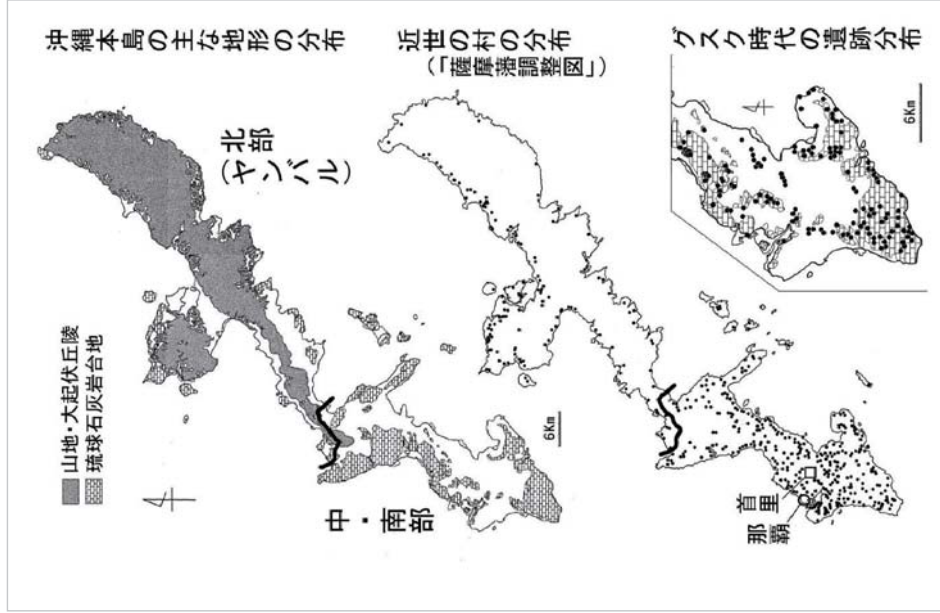 沖縄本島の主な地形の分布
山地・大起伏丘陵
琉球石灰岩台地
北部
(ヤンバル)
中・南部
6Km
近世の村の分布
(「薩摩藩調整図」)
首里
那覇
グスク時代の遺跡分布
6Km